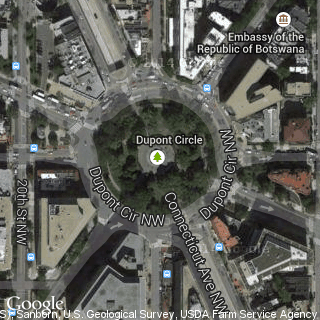 Embassy of the
Republic of Botswana
Dupont Circle
20th St NW
Dupont Cir NW
Dupont Cir NW
Connecticut Ave NW
Google
Sanborn, U.S. Geological Survey, USDA Farm Service Agency